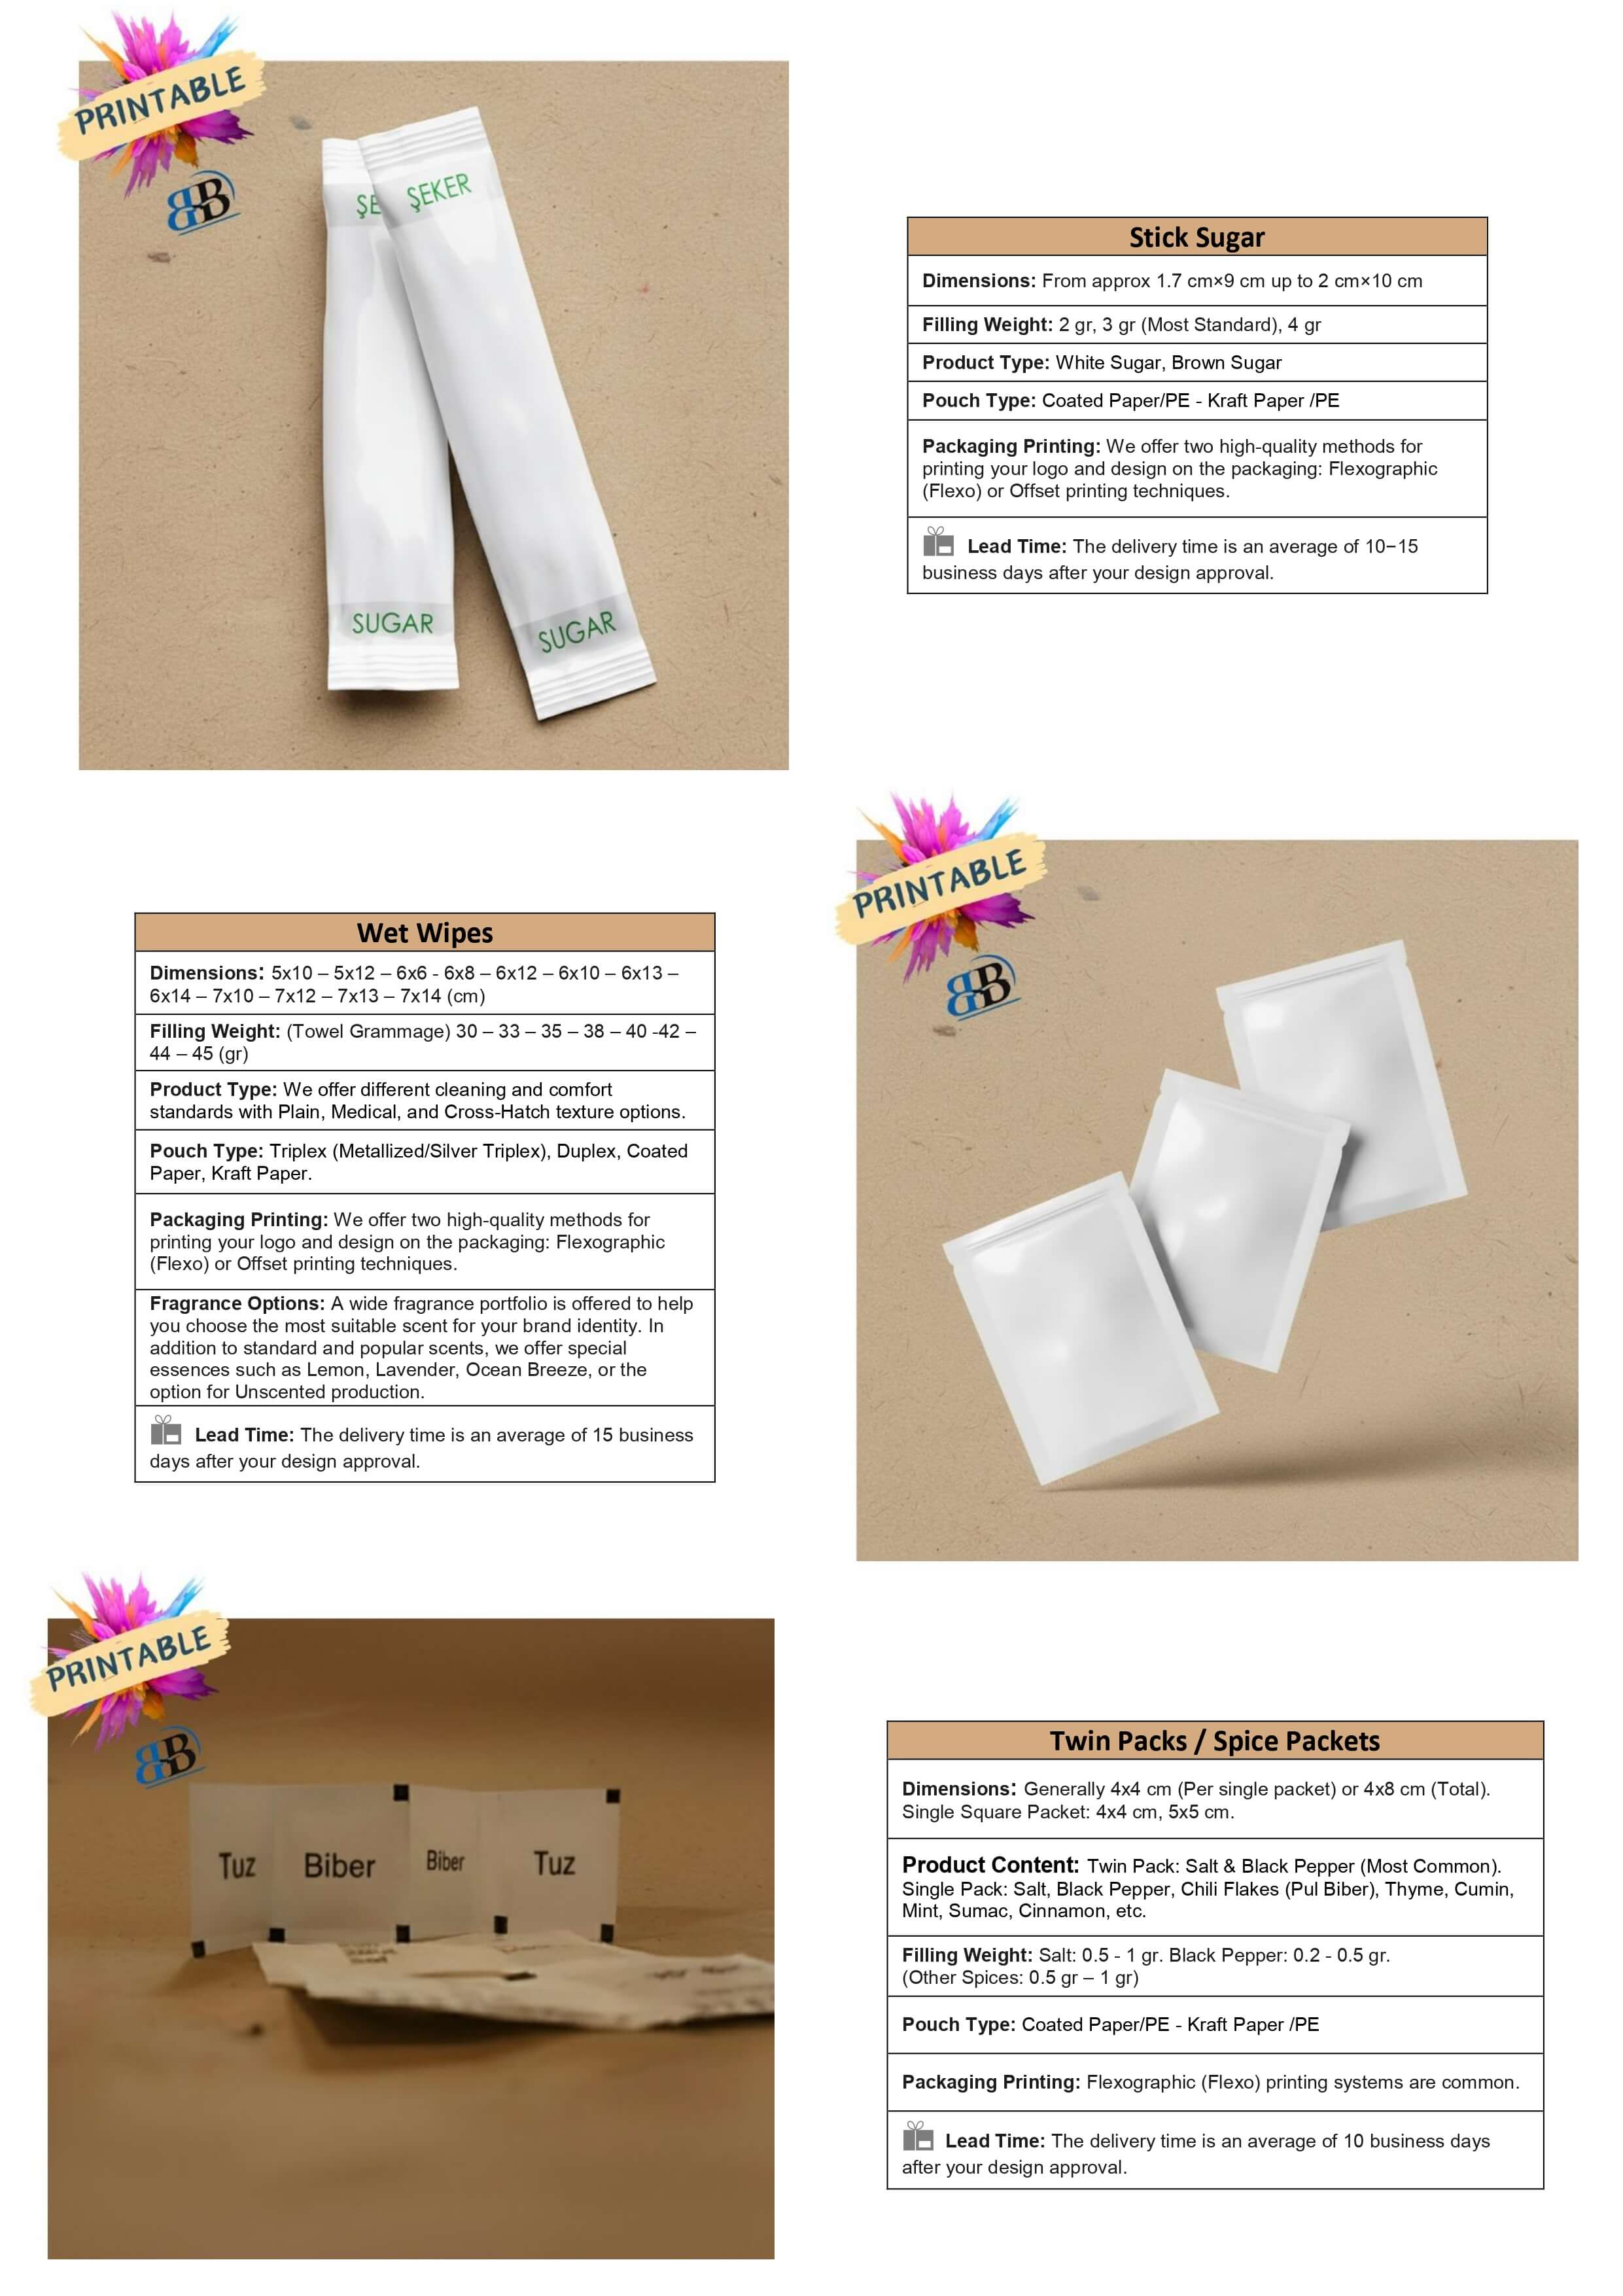 PRINTABLE
BB
ŞE
ŞEKER
SUGAR
SUGAR
Stick Sugar
Dimensions: From approx 1.7 cm×9 cm up to 2 cm×10 cm
Filling Weight: 2 gr, 3 gr (Most Standard), 4 gr
Product Type: White Sugar, Brown Sugar
Pouch Type: Coated Paper/PE - Kraft Paper /PE
Packaging Printing: We offer two high-quality methods for
printing your logo and design on the packaging: Flexographic
(Flexo) or Offset printing techniques.
Lead Time: The delivery time is an average of 10–15
business days after your design approval.
Wet Wipes
Dimensions: 5x10 – 5x12 – 6x6 - 6x8 – 6x12 – 6x10 – 6x13 –
6x14 – 7x10 – 7x12 – 7x13 – 7x14 (cm)
Filling Weight: (Towel Grammage) 30 – 33 – 35 – 38 – 40 -42 –
44 – 45 (gr)
Product Type: We offer different cleaning and comfort
standards with Plain, Medical, and Cross-Hatch texture options.
Pouch Type: Triplex (Metallized/Silver Triplex), Duplex, Coated
Paper, Kraft Paper.
Packaging Printing: We offer two high-quality methods for
printing your logo and design on the packaging: Flexographic
(Flexo) or Offset printing techniques.
Fragrance Options: A wide fragrance portfolio is offered to help
you choose the most suitable scent for your brand identity. In
addition to standard and popular scents, we offer special
essences such as Lemon, Lavender, Ocean Breeze, or the
option for Unscented production.
Lead Time: The delivery time is an average of 15 business
days after your design approval.
PRINTABLE
BB
PRINTABLE
BB
Tuz
Biber
Biber
Tuz
Twin Packs / Spice Packets
Dimensions: Generally 4x4 cm (Per single packet) or 4x8 cm (Total).
Single Square Packet: 4x4 cm, 5x5 cm.
Product Content: Twin Pack: Salt & Black Pepper (Most Common).
Single Pack: Salt, Black Pepper, Chili Flakes (Pul Biber), Thyme, Cumin,
Mint, Sumac, Cinnamon, etc.
Filling Weight: Salt: 0.5 - 1 gr. Black Pepper: 0.2 - 0.5 gr.
(Other Spices: 0.5 gr – 1 gr)
Pouch Type: Coated Paper/PE - Kraft Paper /PE
Packaging Printing: Flexographic (Flexo) printing systems are common.
Lead Time: The delivery time is an average of 10 business days
after your design approval.